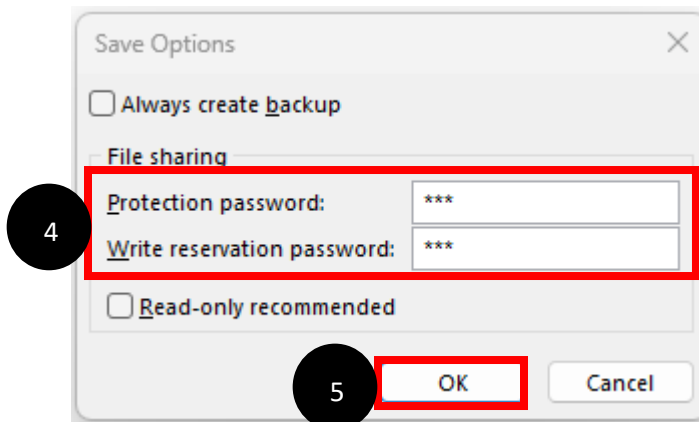 Save Options
Always create backup
File sharing
Protection password: ***
4
Write reservation password: ***
Read-only recommended
5 OK Cancel